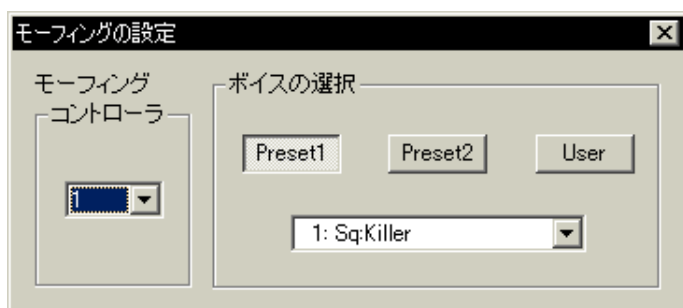 モーフィングの設定
モーフィング
コントローラ
1
ボイスの選択
Preset1
Preset2
User
1: Sq:Killer